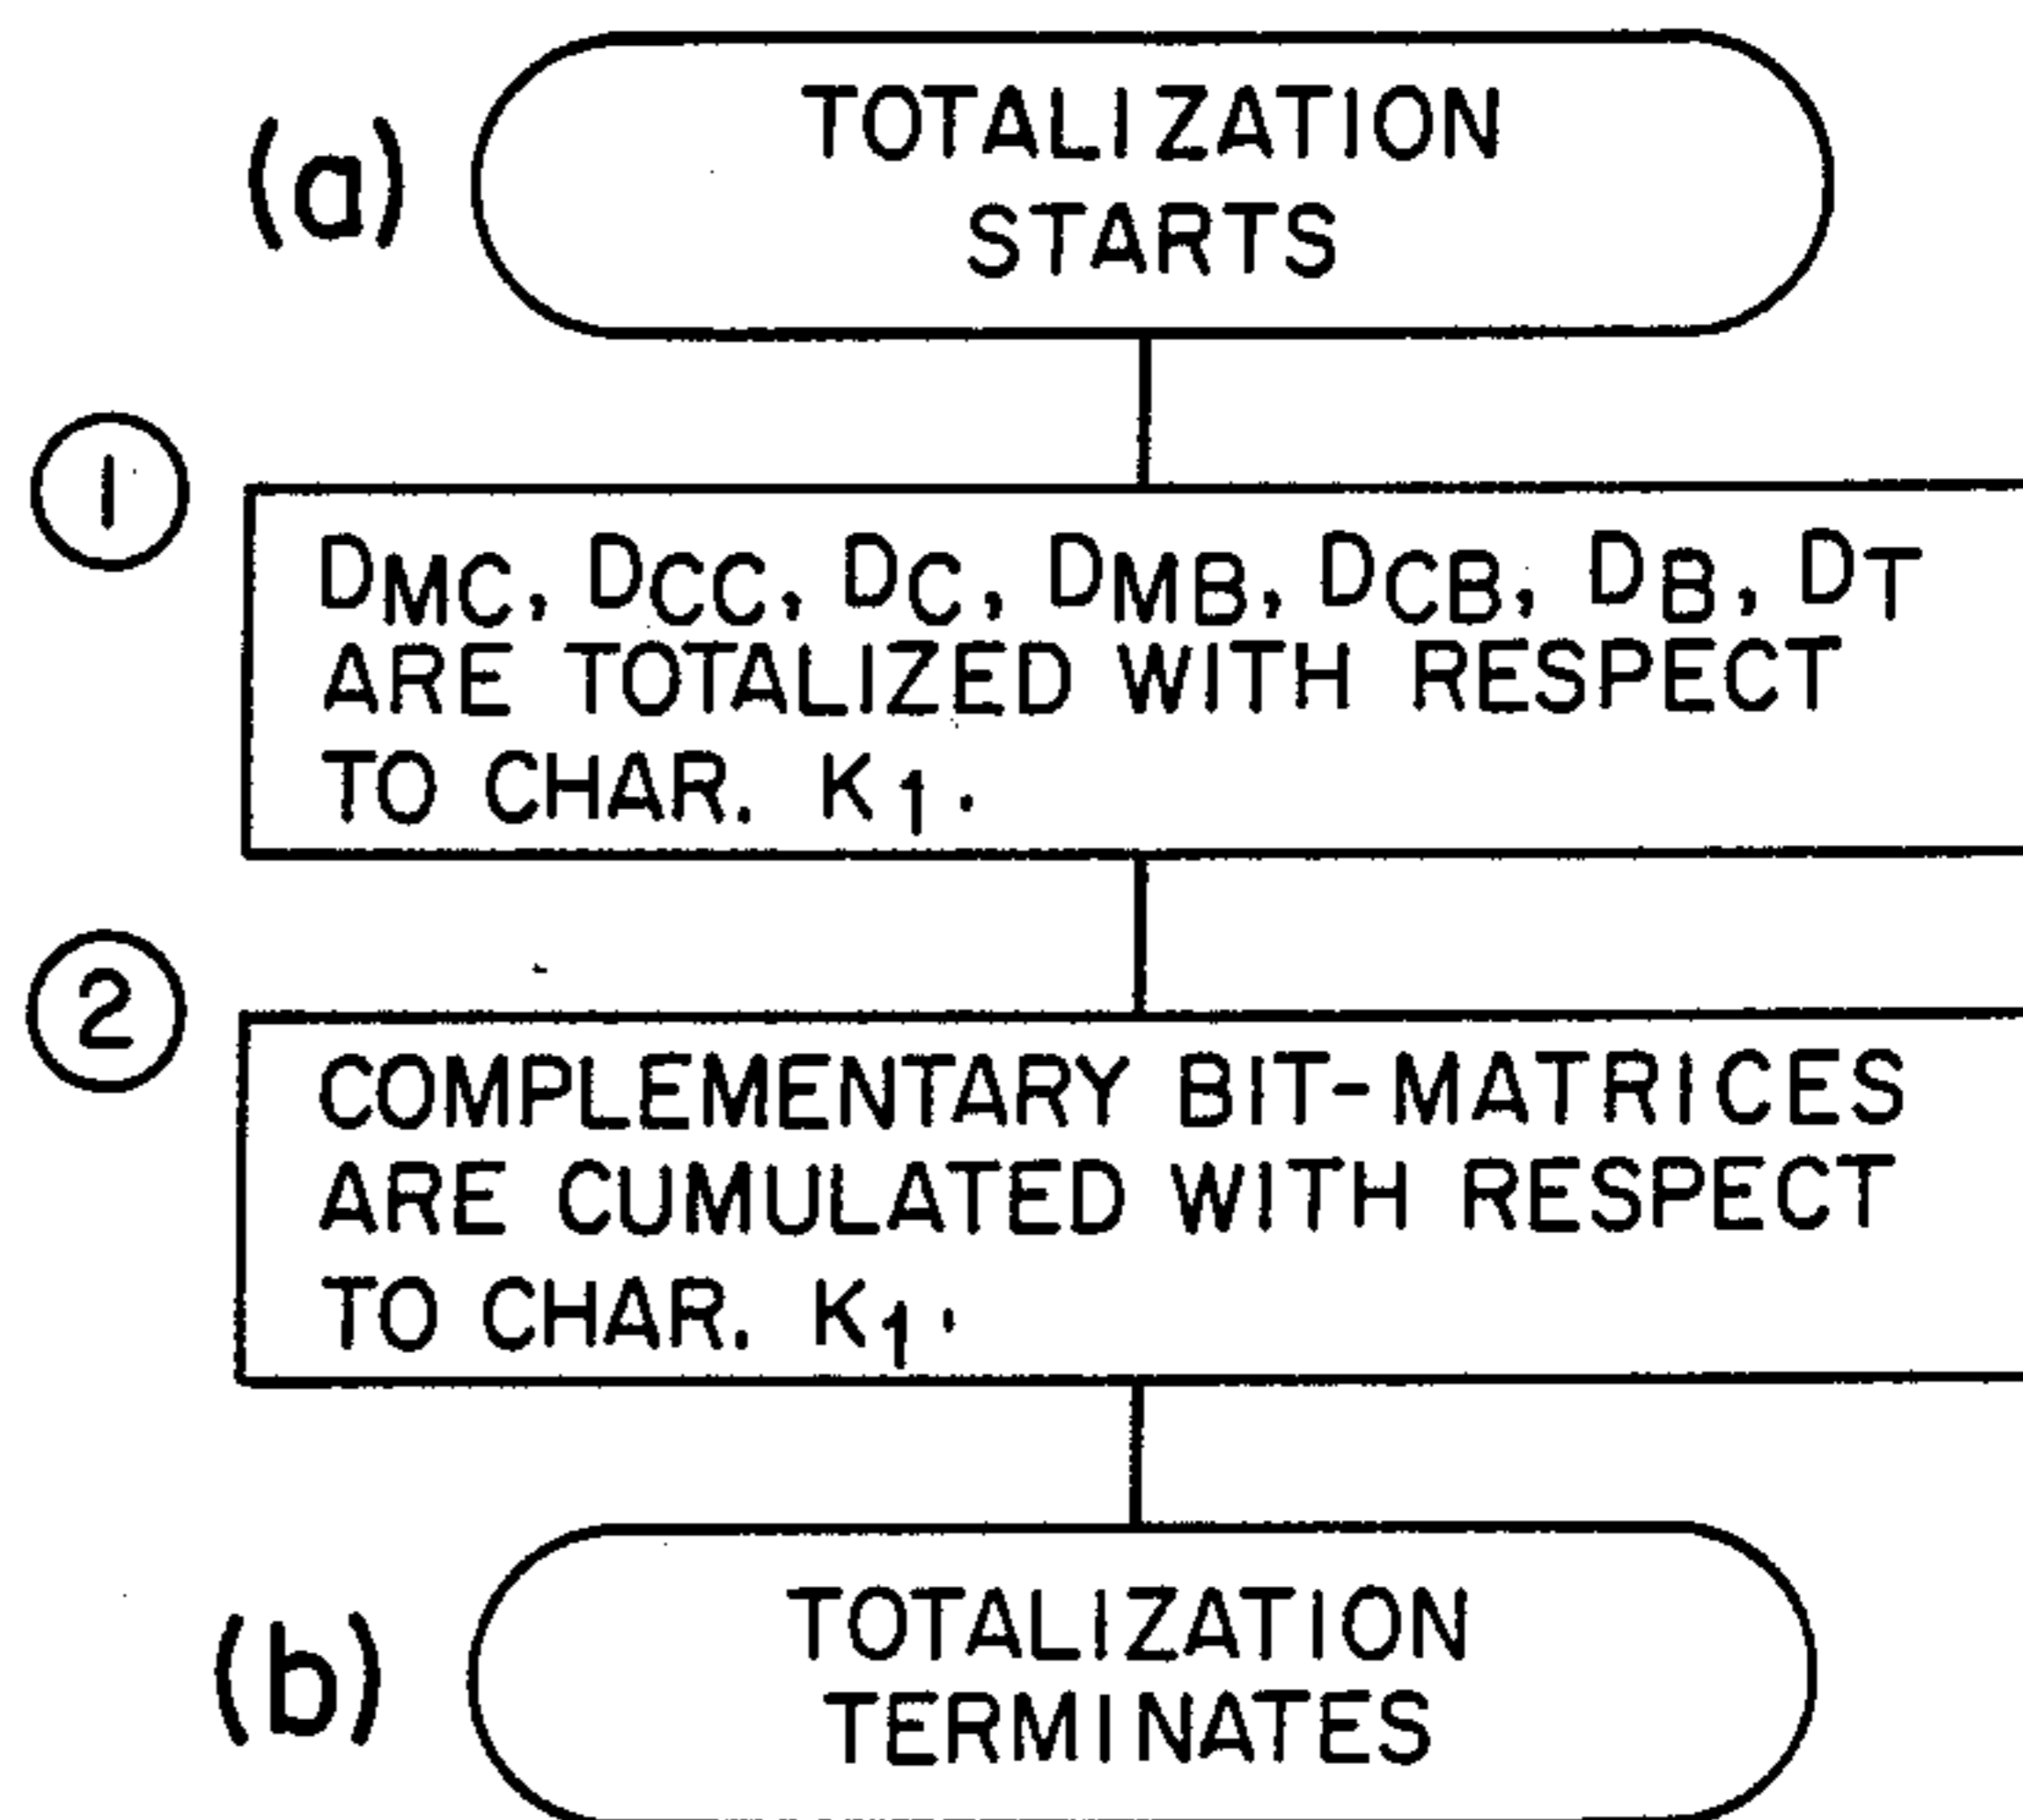 (a)
TOTALIZATION
STARTS
1
DMC, DCC, DC, DMB, DCB, DB, DT
ARE TOTALIZED WITH RESPECT
TO CHAR. K1.
2
COMPLEMENTARY BIT-MATRICES
ARE CUMULATED WITH RESPECT
TO CHAR. K1.
(b)
TOTALIZATION
TERMINATES